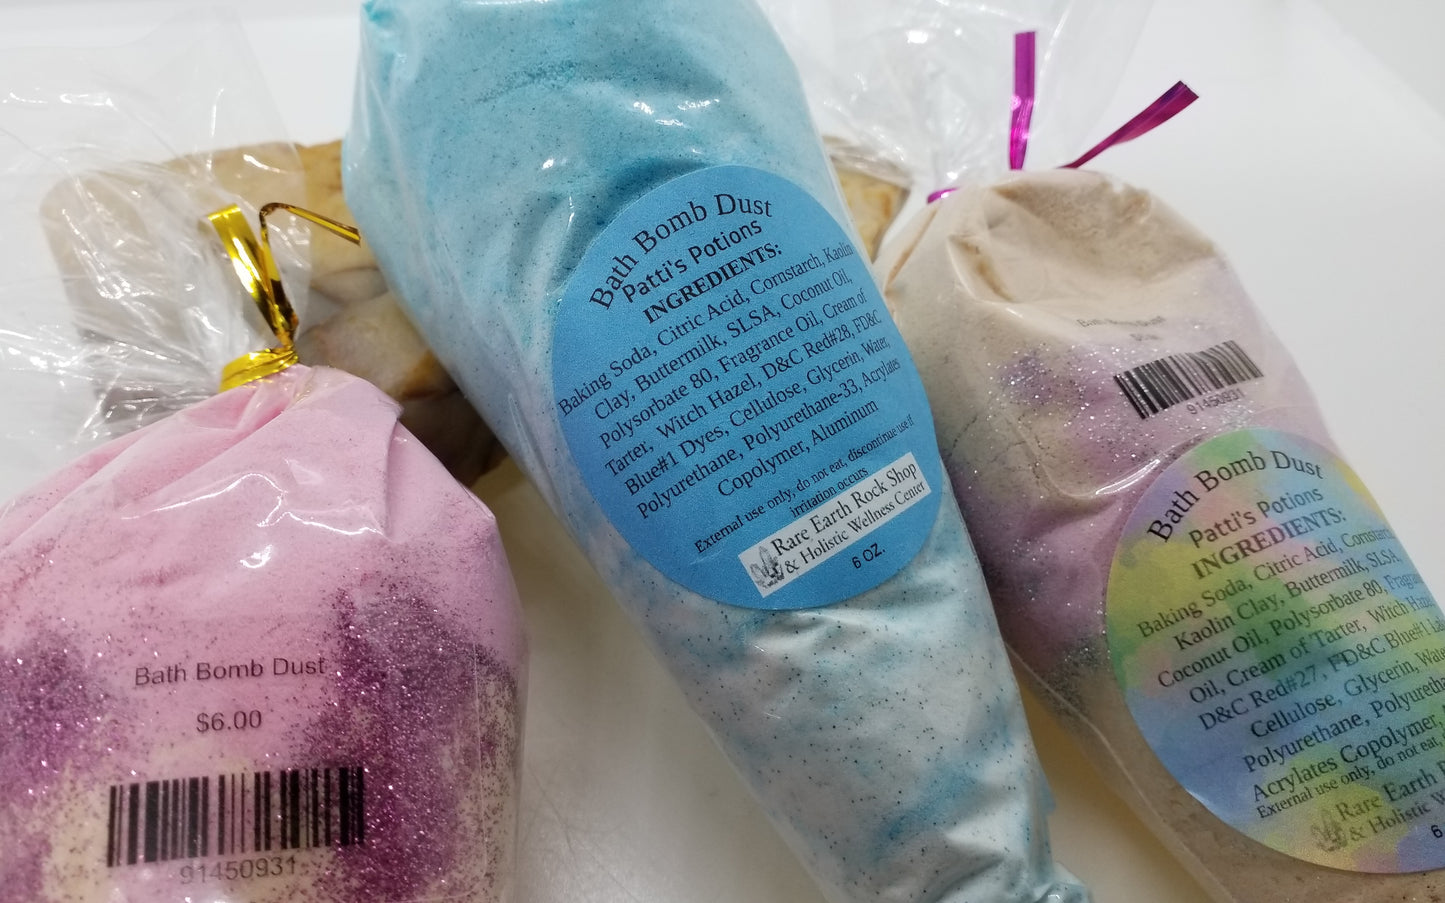 Bath Bomb Dust
$6.00
91450931
Bath Bomb Dust
Patti's Potions
INGREDIENTS:
Baking Soda, Citric Acid, Cornstarch, Kaolin
Clay, Buttermilk, SLSA, Coconut Oil,
Polysorbate 80, Fragrance Oil, Cream of
Tarter, Witch Hazel, D&C Red#28, FD&C
Blue#1 Dyes, Cellulose, Glycerin, Water,
Polyurethane, Polyurethane-33, Acrylates
Copolymer, Aluminum
External use only, do not eat, discontinue use if
irritation occurs
Rare Earth Rock Shop
& Holistic Wellness Center
6 OZ.
91450931
Bath Bomb Dust
Patti's Potions
INGREDIENTS:
Baking Soda, Citric Acid,
Kaolin Clay, Buttermilk, SLSA,
Coconut Oil, Polysorbate 80,
Oil, Cream of Tarter, Witch
D&C Red#27, FD&C Blue#1
Cellulose, Glycerin,
Polyurethane,
Acrylates Copolymer,
External use only, do not eat,
Rare Earth
& Holistic
6